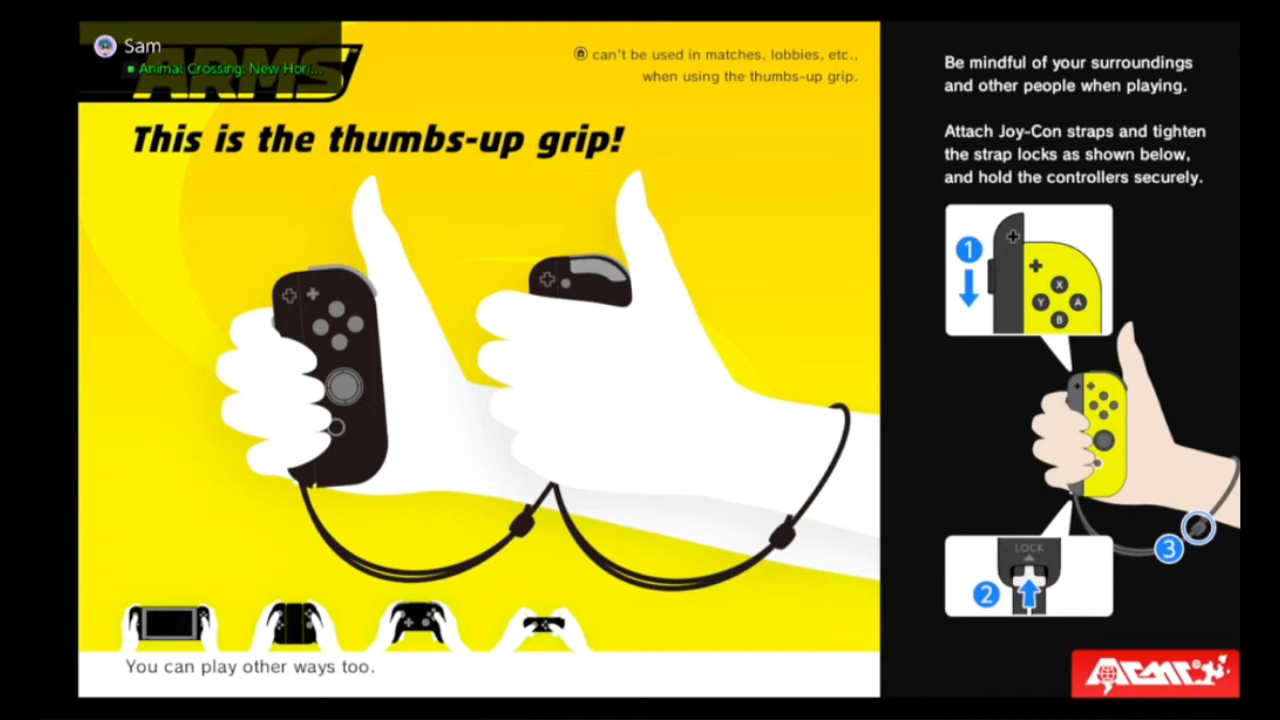 Sam
Animal Crossing: New Hori...
ARMS
This is the thumbs-up grip!
can't be used in matches, lobbies, etc.,
when using the thumbs-up grip.
You can play other ways too.
Be mindful of your surroundings
and other people when playing.
Attach Joy-Con straps and tighten
the strap locks as shown below,
and hold the controllers securely.
1
X
Y
A
B
3
LOCK
2